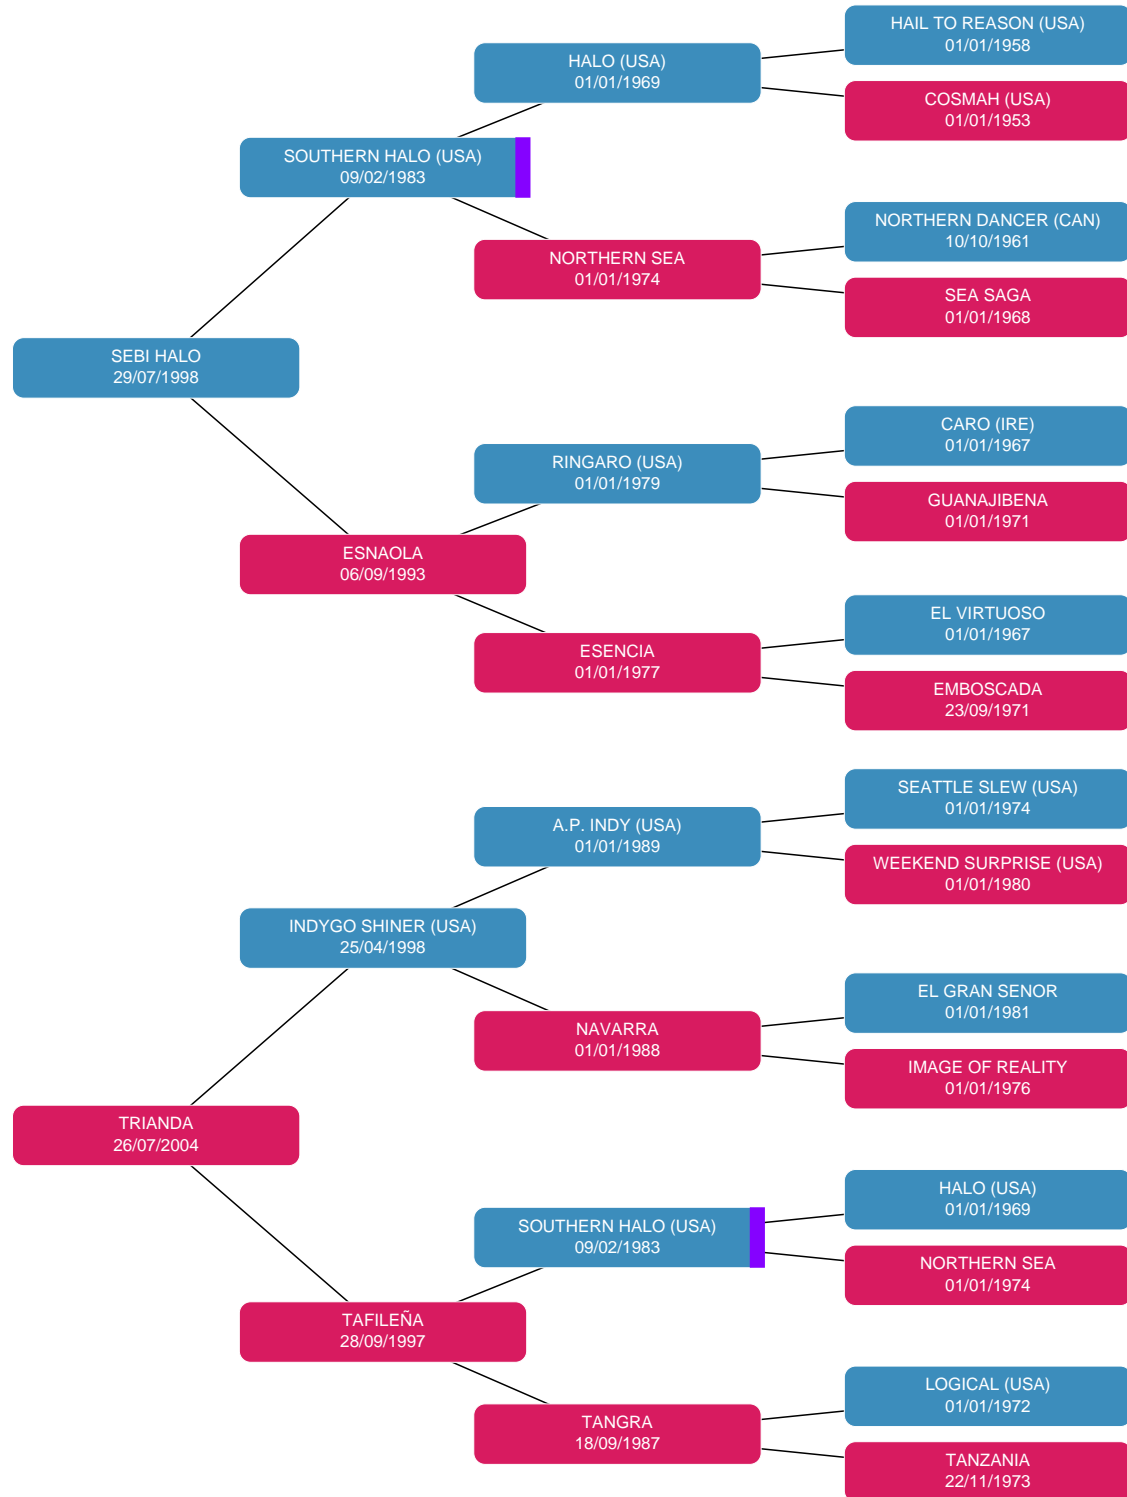 HAIL TO REASON (USA)
01/01/1958
HALO (USA)
01/01/1969
COSMAH (USA)
01/01/1953
SOUTHERN HALO (USA)
09/02/1983
NORTHERN DANCER (CAN)
10/10/1961
NORTHERN SEA
01/01/1974
SEA SAGA
01/01/1968
SEBI HALO
29/07/1998
CARO (IRE)
01/01/1967
RINGARO (USA)
01/01/1979
GUANAJIBENA
01/01/1971
ESNAOLA
06/09/1993
EL VIRTUOSO
01/01/1967
ESENCIA
01/01/1977
EMBOSCADA
23/09/1971
SEATTLE SLEW (USA)
01/01/1974
A.P. INDY (USA)
01/01/1989
WEEKEND SURPRISE (USA)
01/01/1980
INDYGO SHINER (USA)
25/04/1998
EL GRAN SENOR
01/01/1981
NAVARRA
01/01/1988
IMAGE OF REALITY
01/01/1976
TRIANDA
26/07/2004
HALO (USA)
01/01/1969
SOUTHERN HALO (USA)
09/02/1983
NORTHERN SEA
01/01/1974
TAFILEÑA
28/09/1997
LOGICAL (USA)
01/01/1972
TANGRA
18/09/1987
TANZANIA
22/11/1973